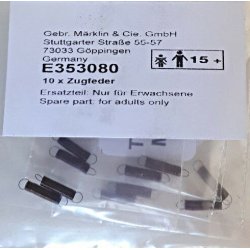 Gebr. Märklin & Cie. GmbH
Stuttgarter Straße 55-57
73033 Göppingen
Germany
15 +
E353080
10 x Zugfeder
Ersatzteil: Nur für Erwachsene
Spare part: for adults only